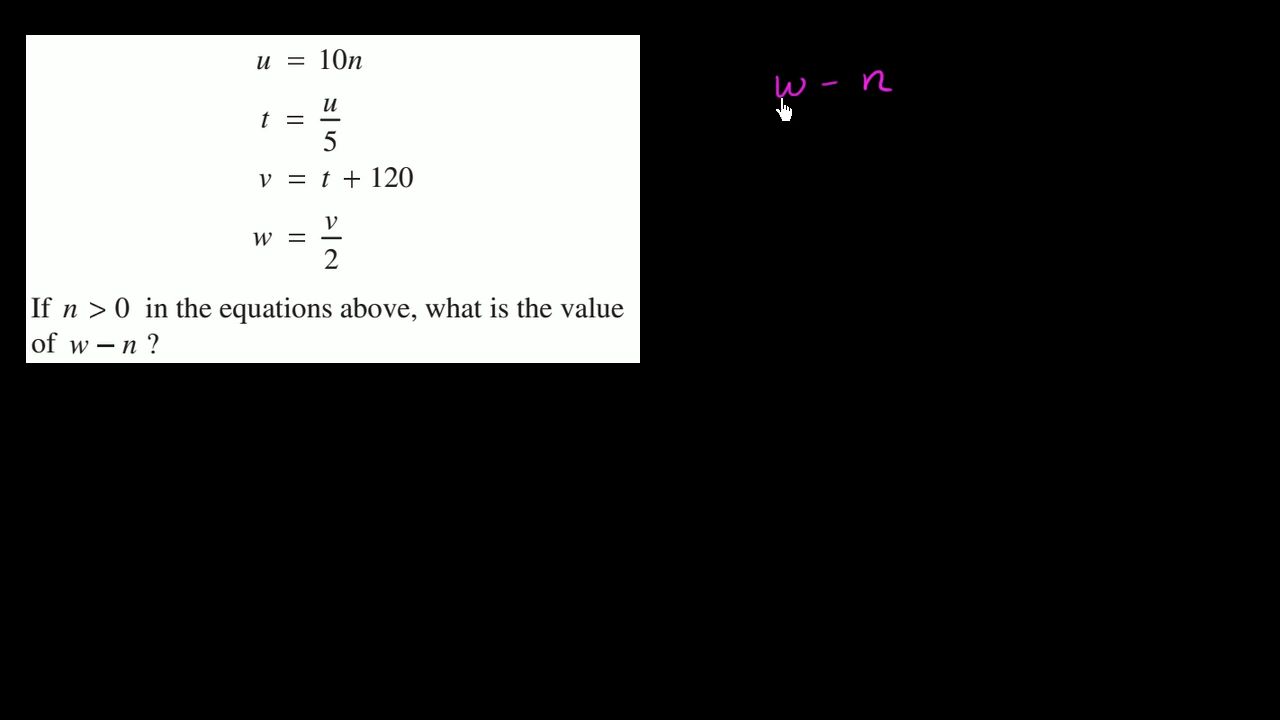 u = 10n
t = u/5
v = t + 120
w = v/2
If n > 0 in the equations above, what is the value
of w − n ?
w - n